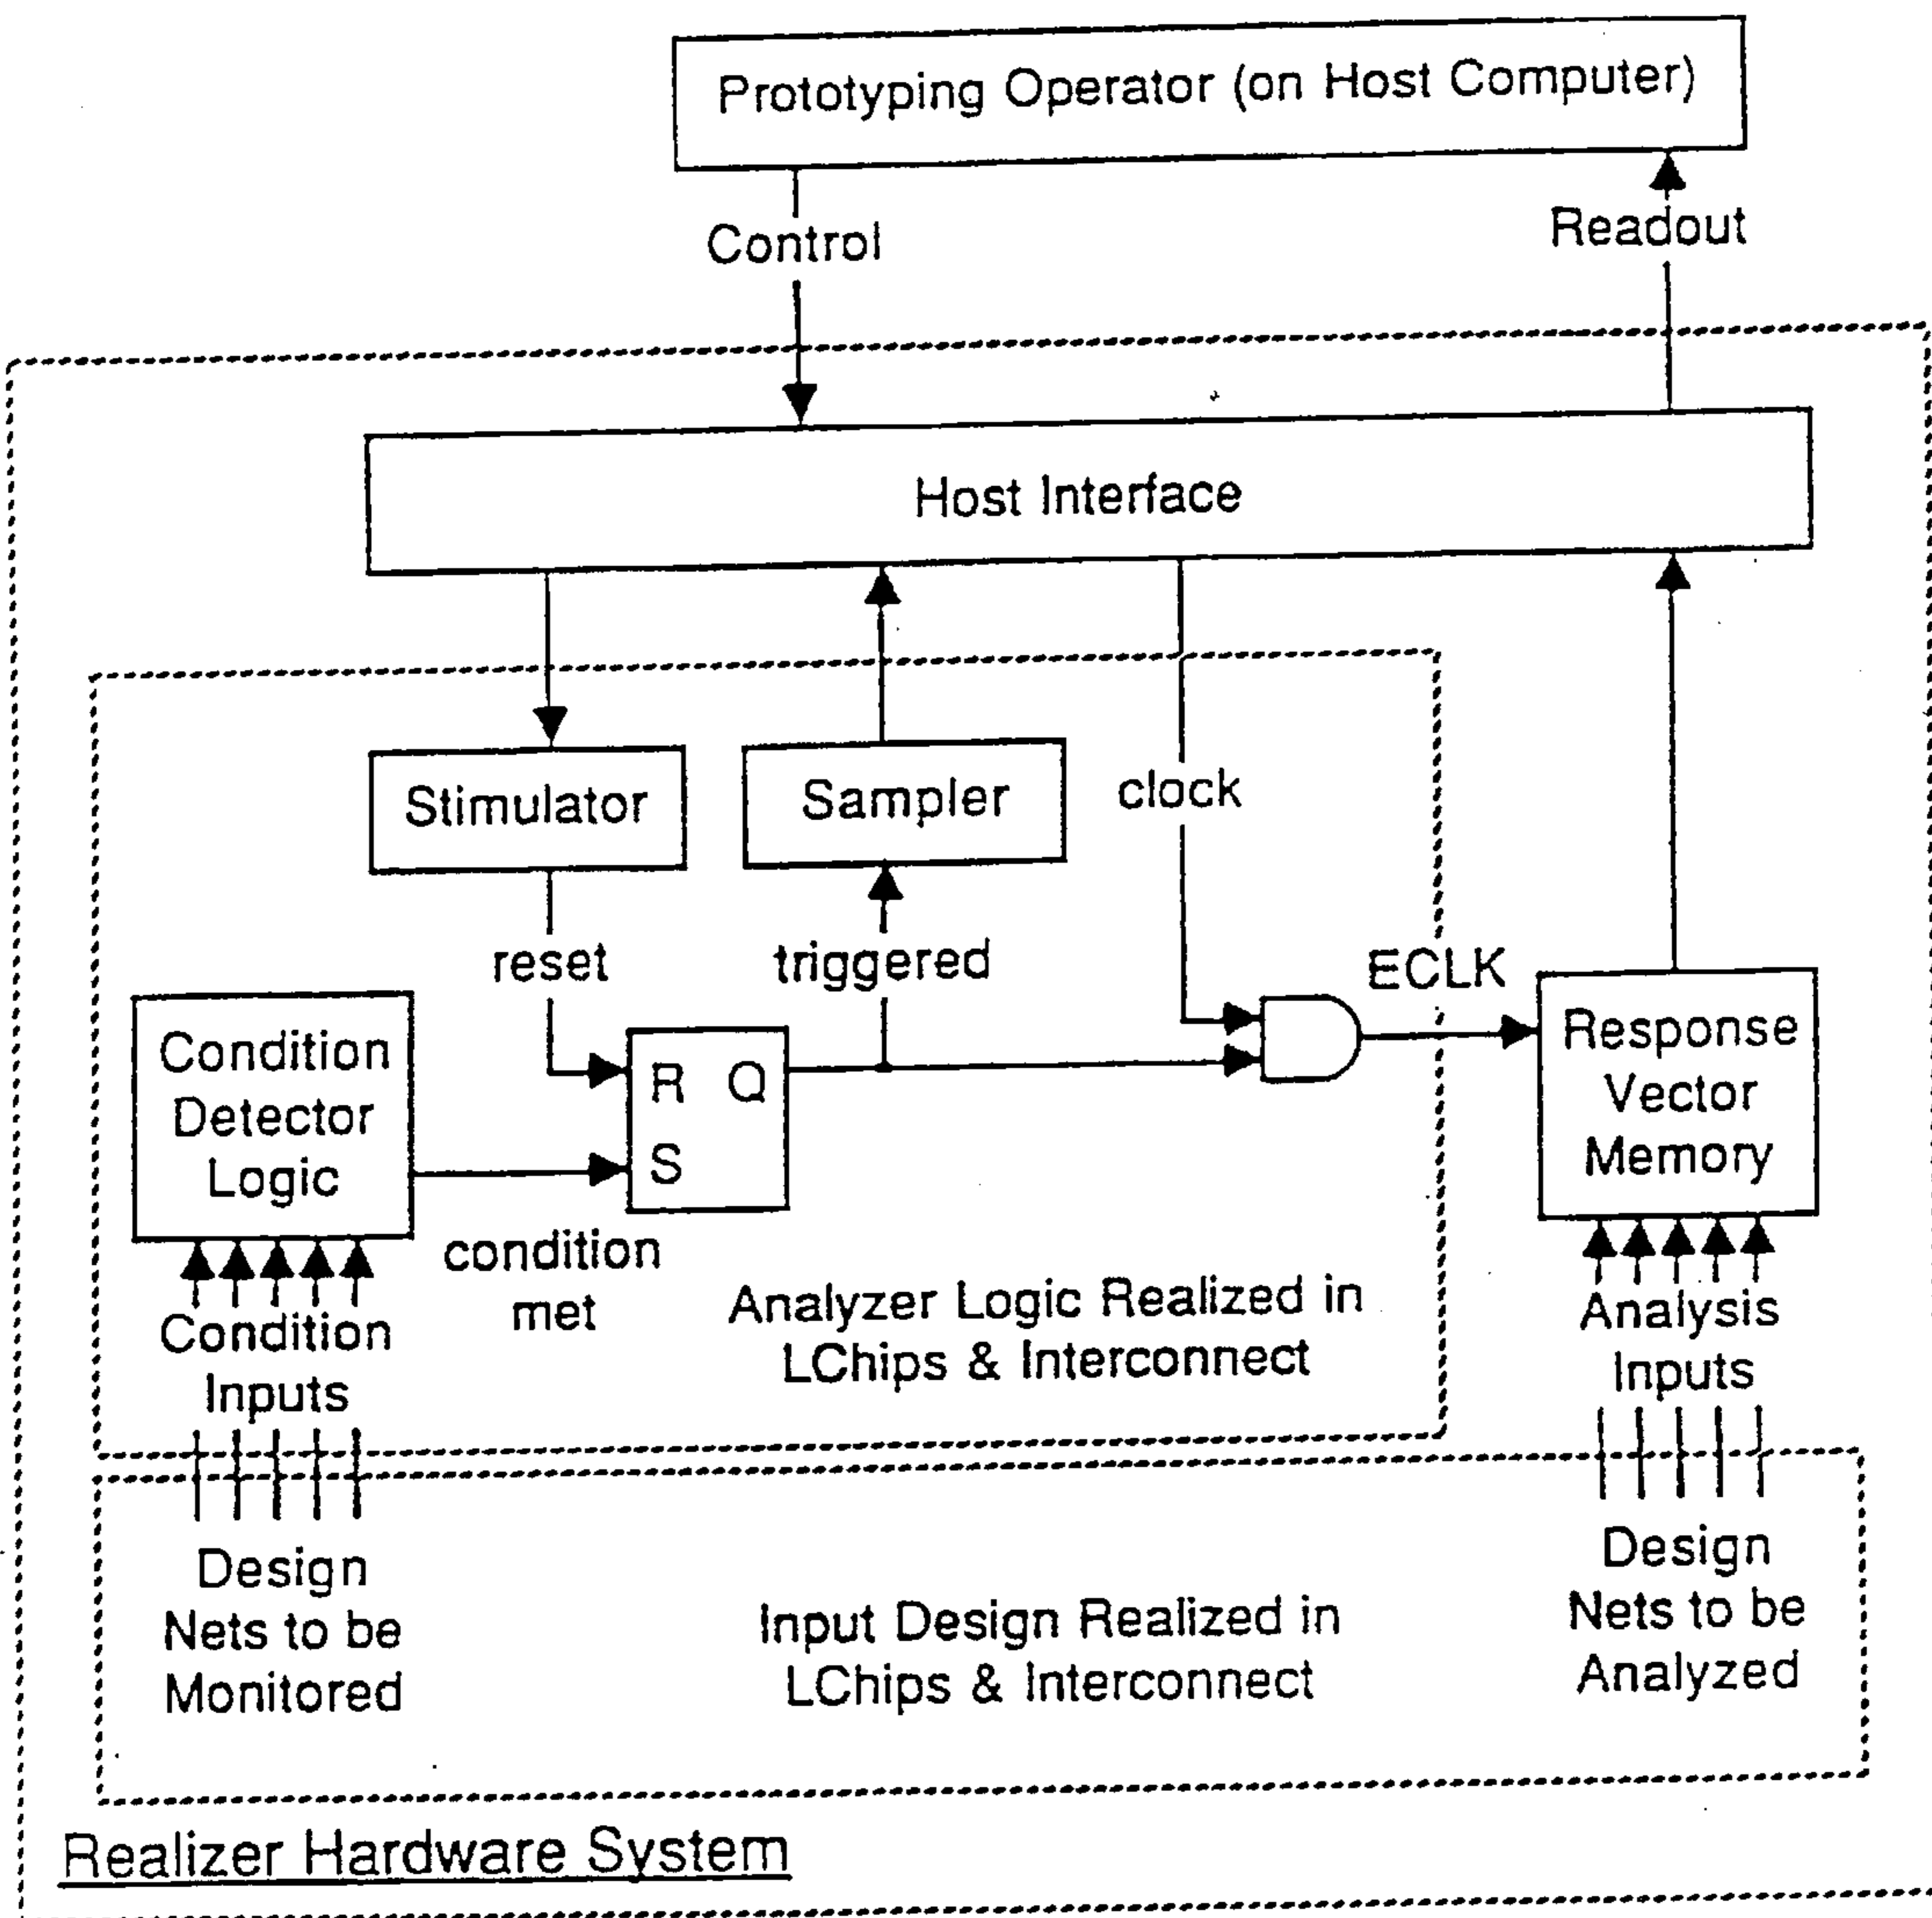 Prototyping Operator (on Host Computer)
Control
Readout
Host Interface
Stimulator
Sampler
clock
reset
triggered
ECLK
Condition
Detector
Logic
R Q
S
Response
Vector
Memory
condition
met
Analyzer Logic Realized in
LChips & Interconnect
Condition
Inputs
Analysis
Inputs
Design
Nets to be
Monitored
Input Design Realized in
LChips & Interconnect
Design
Nets to be
Analyzed
Realizer Hardware System